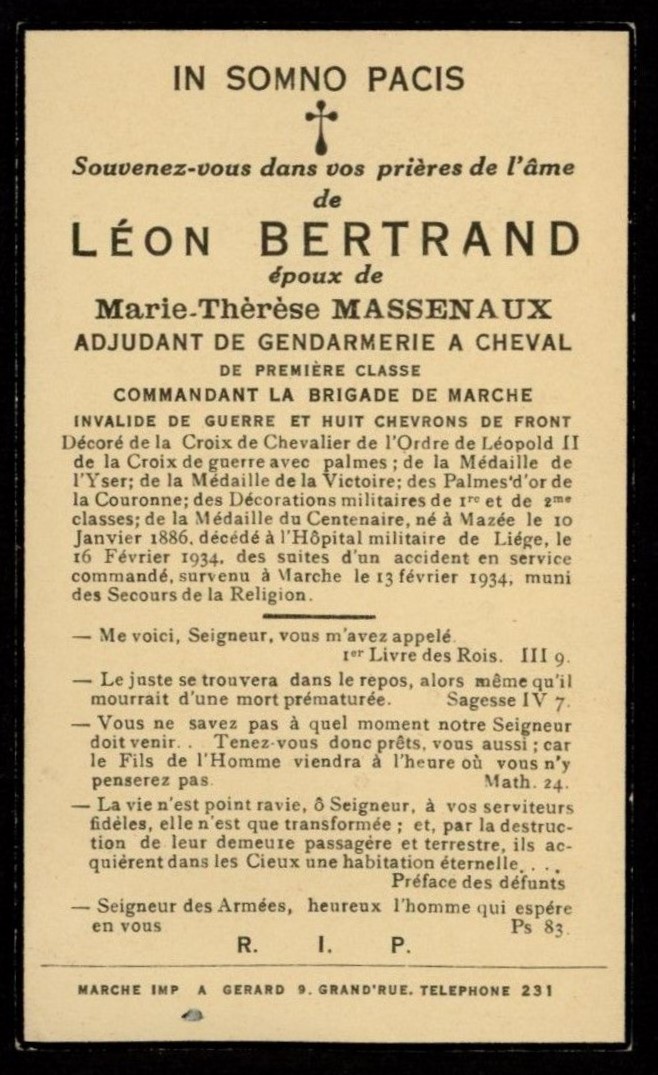 IN SOMNO PACIS
Souvenez-vous dans vos prières de l'âme
de
LÉON BERTRAND
époux de
Marie-Thèrèse MASSENAUX
ADJUDANT DE GENDARMERIE A CHEVAL
DE PREMIÈRE CLASSE
COMMANDANT LA BRIGADE DE MARCHE
INVALIDE DE GUERRE ET HUIT CHEVRONS DE FRONT
Décoré de la Croix de Chevalier de l'Ordre de Léopold II
de la Croix de guerre avec palmes ; de la Médaille de
l'Yser; de la Médaille de la Victoire; des Palmes d'or de
la Couronne; des Décorations militaires de 1re et de 2me
classes; de la Médaille du Centenaire, né à Mazée le 10
Janvier 1886, décédé à l'Hôpital militaire de Liége, le
16 Février 1934, des suites d'un accident en service
commandé, survenu à Marche le 13 février 1934, muni
des Secours de la Religion.
— Me voici, Seigneur, vous m'avez appelé.
1er Livre des Rois. III 9.
— Le juste se trouvera dans le repos, alors même qu'il
mourrait d'une mort prématurée. Sagesse IV 7.
— Vous ne savez pas à quel moment notre Seigneur
doit venir. . Tenez-vous donc prêts, vous aussi ; car
le Fils de l'Homme viendra à l'heure où vous n'y
penserez pas. Math. 24.
— La vie n'est point ravie, ô Seigneur, à vos serviteurs
fidéles, elle n'est que transformée ; et, par la destruc-
tion de leur demeure passagére et terrestre, ils ac-
quiérent dans les Cieux une habitation éternelle. . . .
Préface des défunts
— Seigneur des Armées, heureux l'homme qui espére
en vous Ps 83.
R. I. P.
MARCHE IMP A GERARD 9. GRAND'RUE. TELEPHONE 231